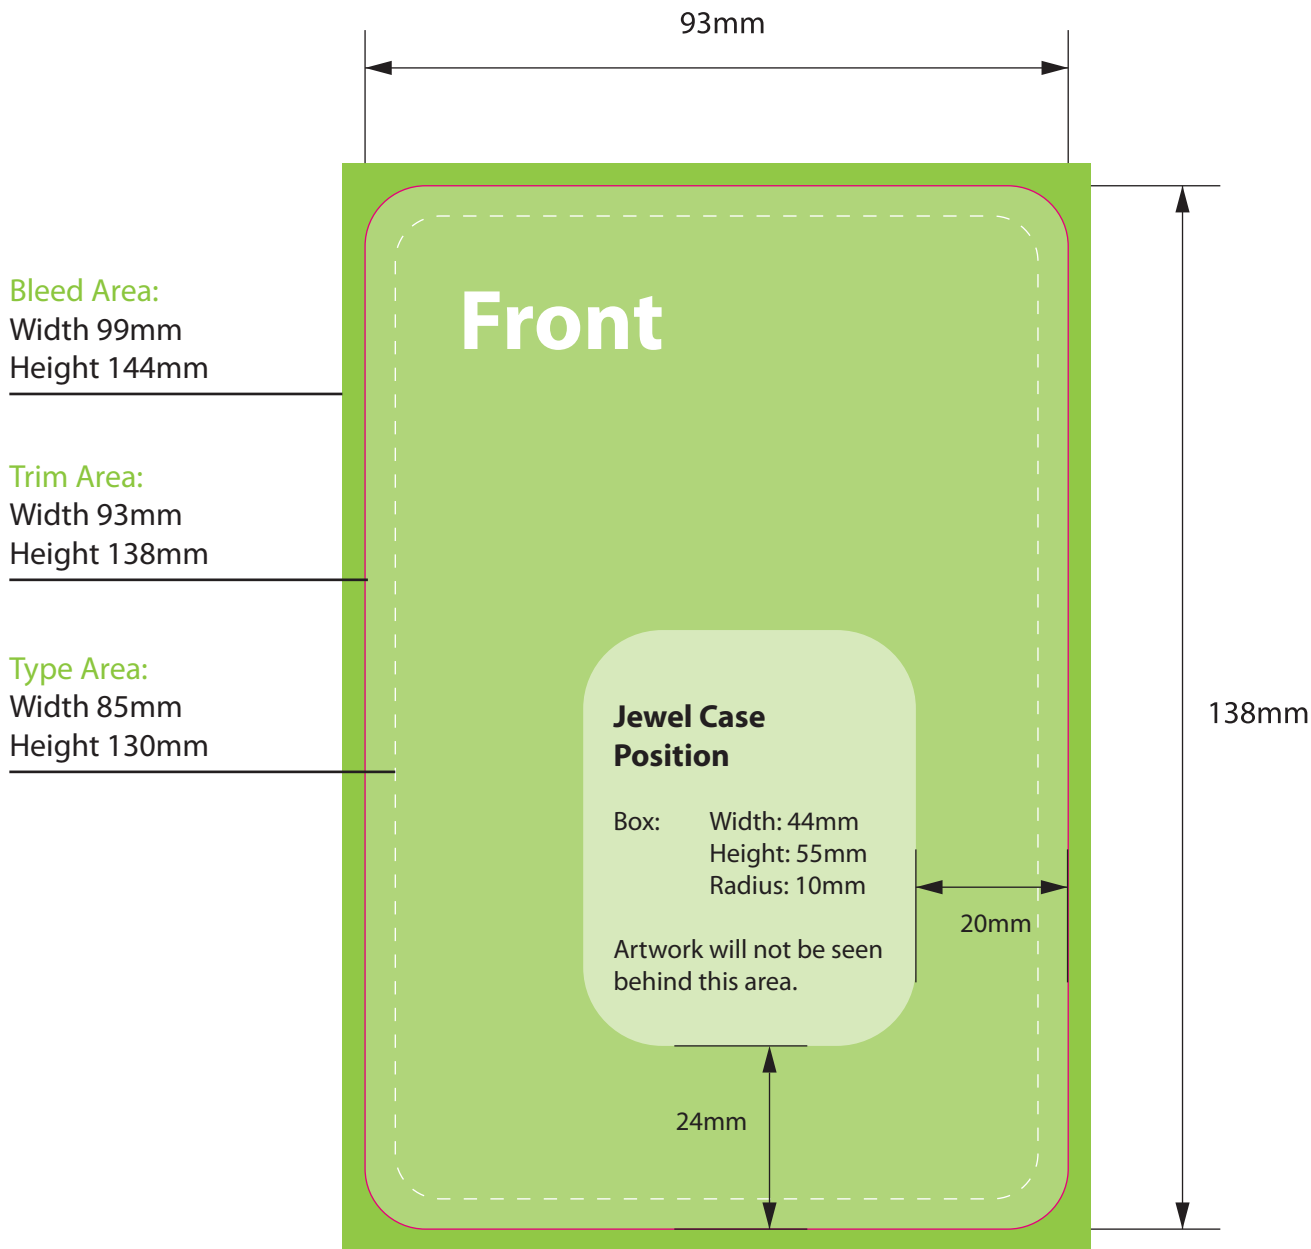 93mm
Bleed Area:
Width 99mm
Height 144mm
Front
Trim Area:
Width 93mm
Height 138mm
Type Area:
Width 85mm
Height 130mm
138mm
Jewel Case
Position
Box: Width: 44mm
Height: 55mm
Radius: 10mm
20mm
Artwork will not be seen
behind this area.
24mm